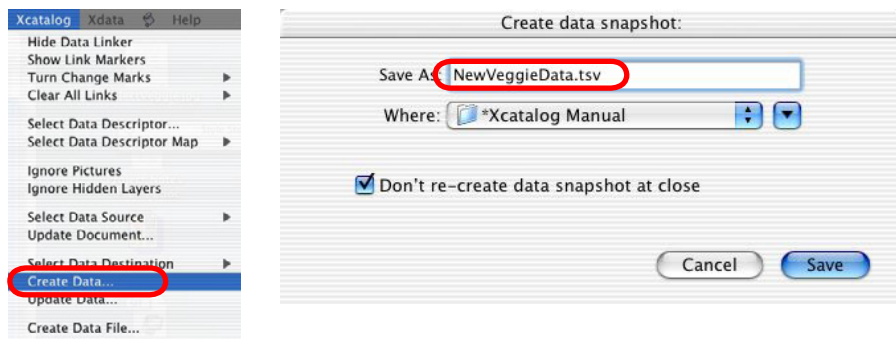 Xcatalog Xdata Help
Hide Data Linker
Show Link Markers
Turn Change Marks
Clear All Links
Select Data Descriptor...
Select Data Descriptor Map
Ignore Pictures
Ignore Hidden Layers
Select Data Source
Update Document...
Select Data Destination
Create Data...
Update Data...
Create Data File...
Create data snapshot:
Save As: NewVeggieData.tsv
Where: *Xcatalog Manual
Don't re-create data snapshot at close
Cancel Save